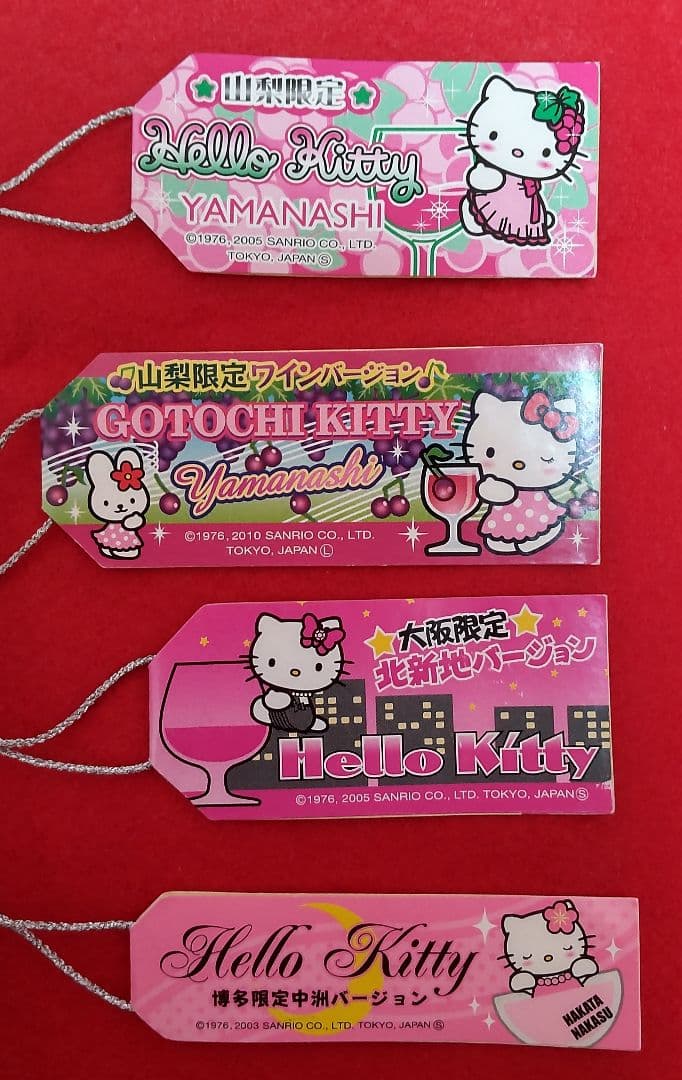 ★山梨限定★
Hello Kitty
YAMANASHI
©1976, 2005 SANRIO CO., LTD.
TOKYO, JAPAN Ⓢ
♫山梨限定ワインバージョン♪
GOTOCHI KITTY
Yamanashi
©1976, 2010 SANRIO CO., LTD.
TOKYO, JAPAN Ⓛ
★大阪限定★
北新地バージョン
Hello Kitty
©1976, 2005 SANRIO CO., LTD. TOKYO, JAPAN Ⓢ
Hello Kitty
博多限定中洲バージョン
©1976, 2003 SANRIO CO., LTD. TOKYO, JAPAN Ⓢ
HAKATA
NAKASU